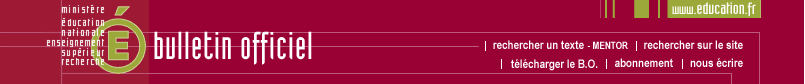 ministère
éducation
nationale
enseignement
supérieur
recherche
É
bulletin officiel
www.education.fr
| rechercher un texte - MENTOR | rechercher sur le site
| télécharger le B.O. | abonnement | nous écrire